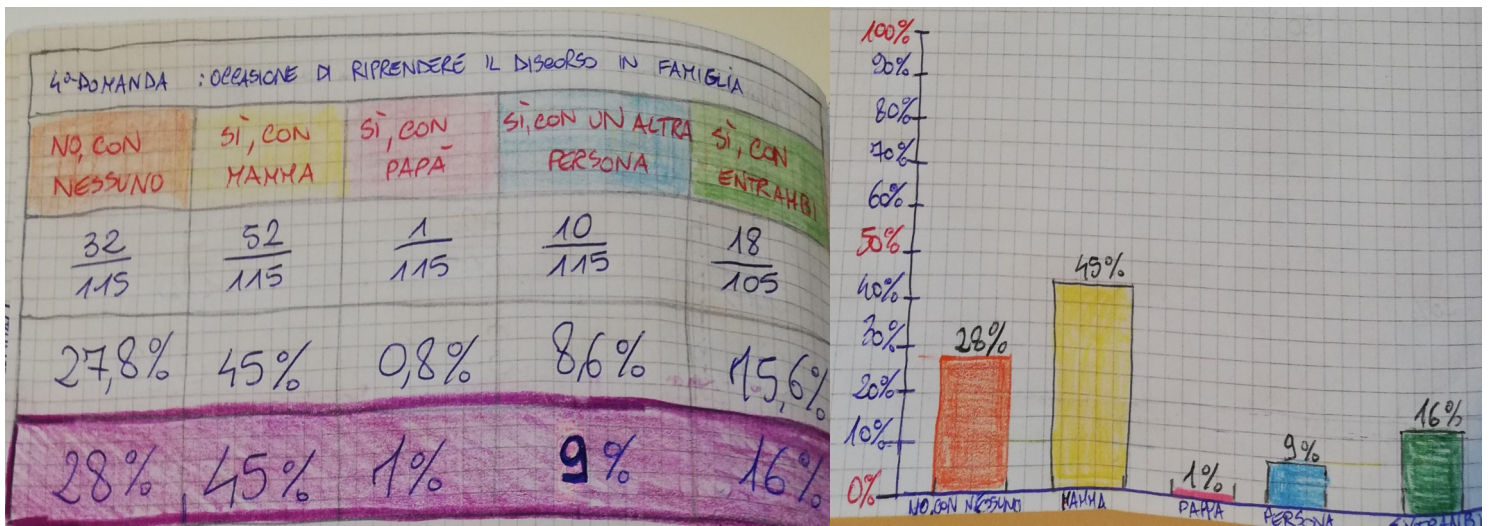 4ª DOMANDA : OCCASIONE DI RIPRENDERE IL DISCORSO IN FAMIGLIA
NO, CON NESSUNO
SÌ, CON MAMMA
SÌ, CON PAPÀ
SÌ, CON UN ALTRA PERSONA
SÌ, CON ENTRAMBI
32/115
52/115
1/115
10/115
18/105
27,8% 45% 0,8% 8,6% 15,6%
28% 45% 1% 9% 16%
100%
90%
80%
70%
60%
50%
40%
30%
20%
10%
0%
28%
45%
1%
9%
16%
NO, CON NESSUNO
MAMMA
PAPPA
PERSONA